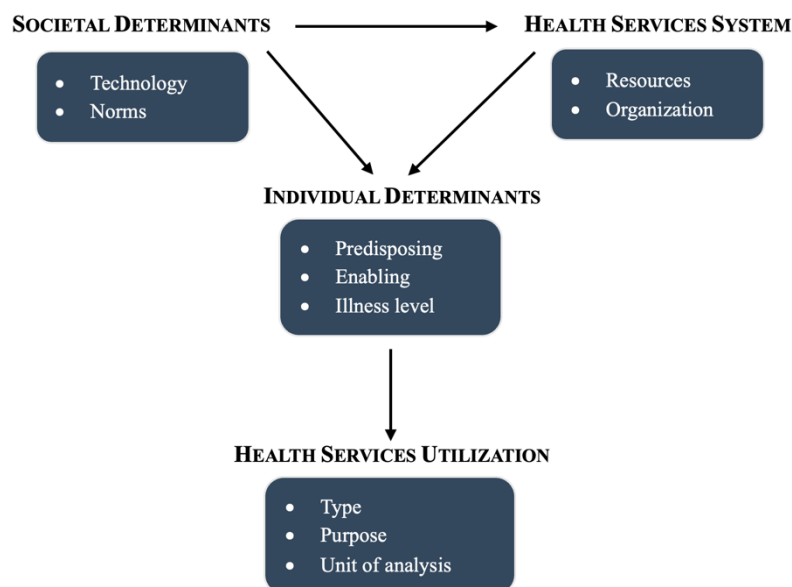 SOCIETAL DETERMINANTS
HEALTH SERVICES SYSTEM
• Technology
• Norms
• Resources
• Organization
INDIVIDUAL DETERMINANTS
• Predisposing
• Enabling
• Illness level
HEALTH SERVICES UTILIZATION
• Type
• Purpose
• Unit of analysis